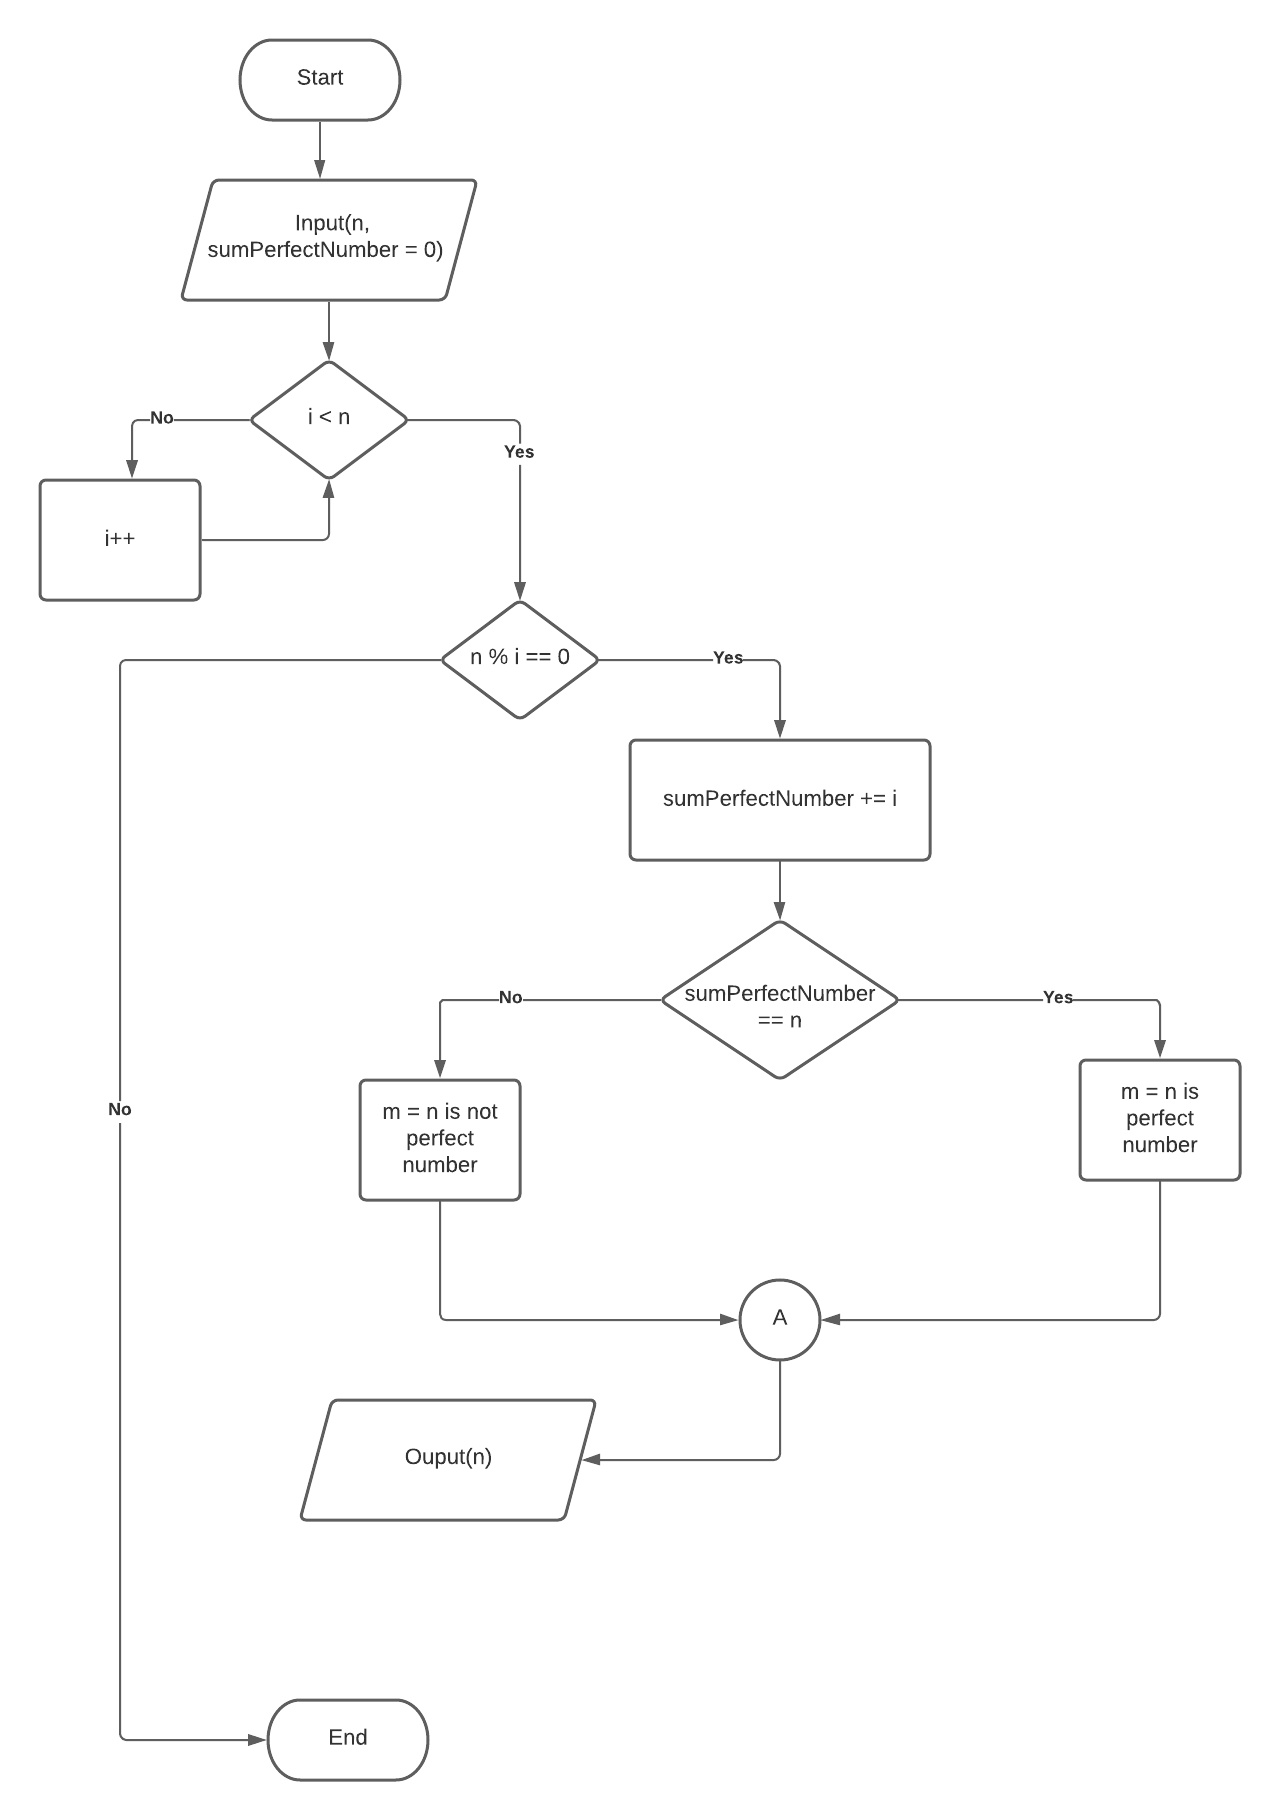 Start
Input(n,
sumPerfectNumber = 0)
i < n
No
Yes
i++
n % i == 0
Yes
sumPerfectNumber += i
sumPerfectNumber
== n
No
Yes
m = n is not
perfect
number
m = n is
perfect
number
No
A
Ouput(n)
End